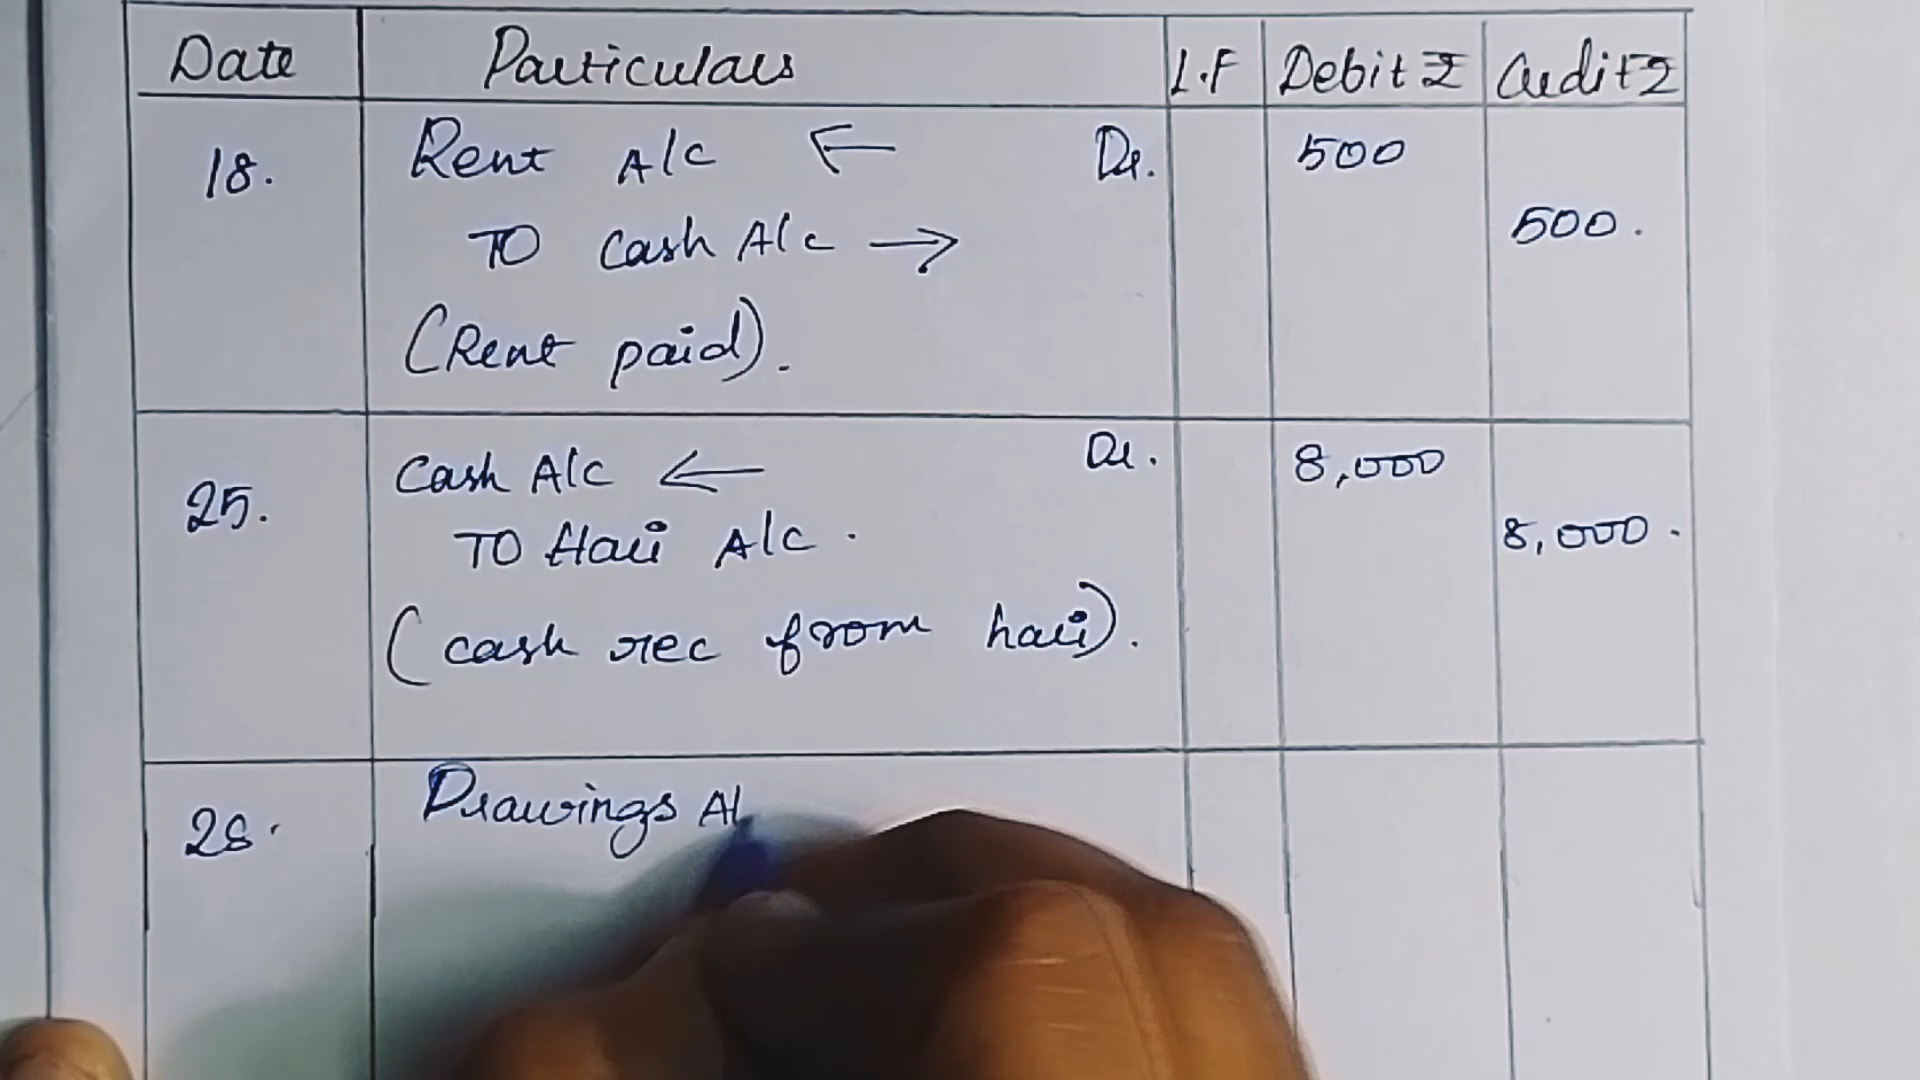 Date Particulars L.F Debit ₹ Credit ₹
18. Rent A/c Dr. 500
TO Cash A/c 500.
(Rent paid).
25. Cash A/c Dr. 8,000
TO Hari A/c. 8,000.
(cash rec from hari).
28. Drawings A/